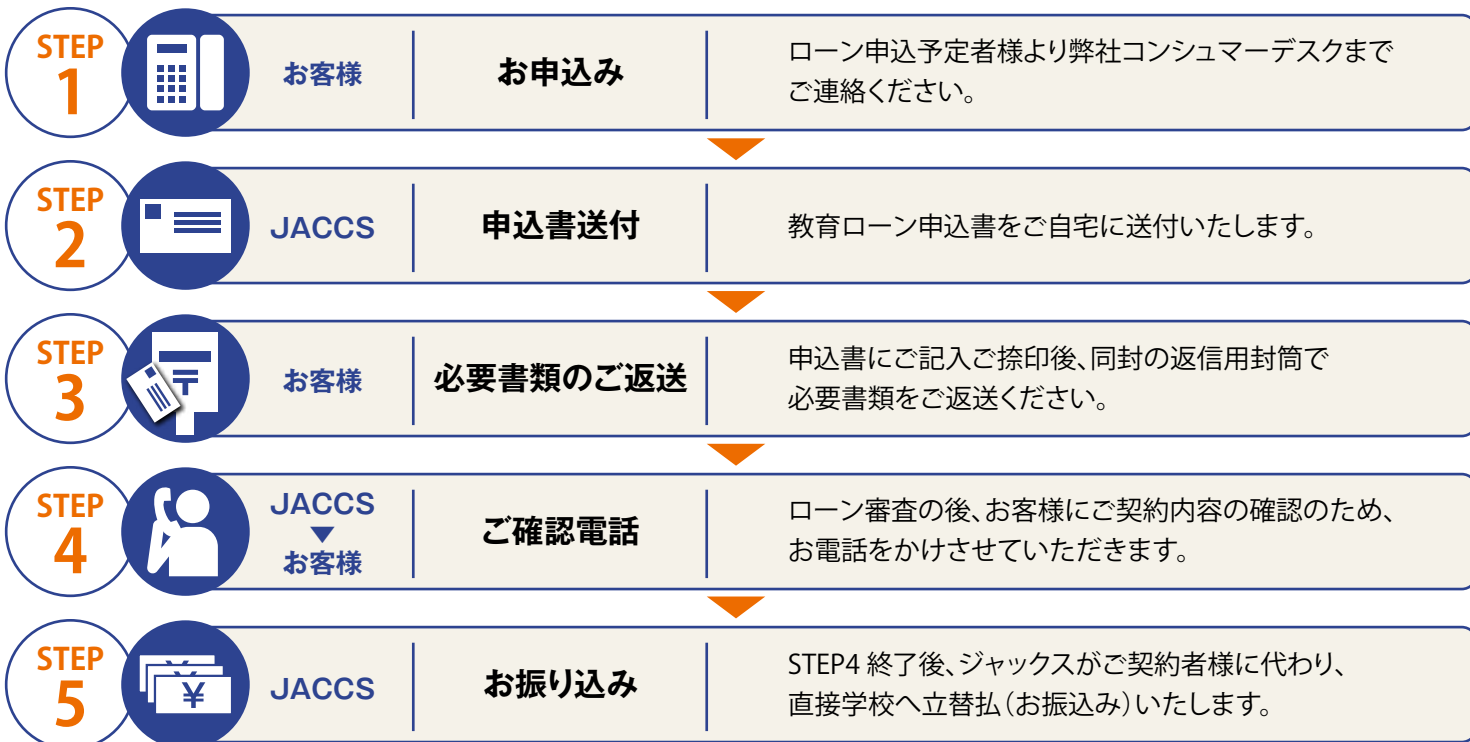 STEP
1
お客様
お申込み
ローン申込予定者様より弊社コンシュマーデスクまで
ご連絡ください。
STEP
2
JACCS
申込書送付
教育ローン申込書をご自宅に送付いたします。
STEP
3
〒
お客様
必要書類のご返送
申込書にご記入ご捺印後、同封の返信用封筒で
必要書類をご返送ください。
STEP
4
JACCS
▼
お客様
ご確認電話
ローン審査の後、お客様にご契約内容の確認のため、
お電話をかけさせていただきます。
STEP
5
¥
JACCS
お振り込み
STEP4 終了後、ジャックスがご契約者様に代わり、
直接学校へ立替払(お振込み)いたします。